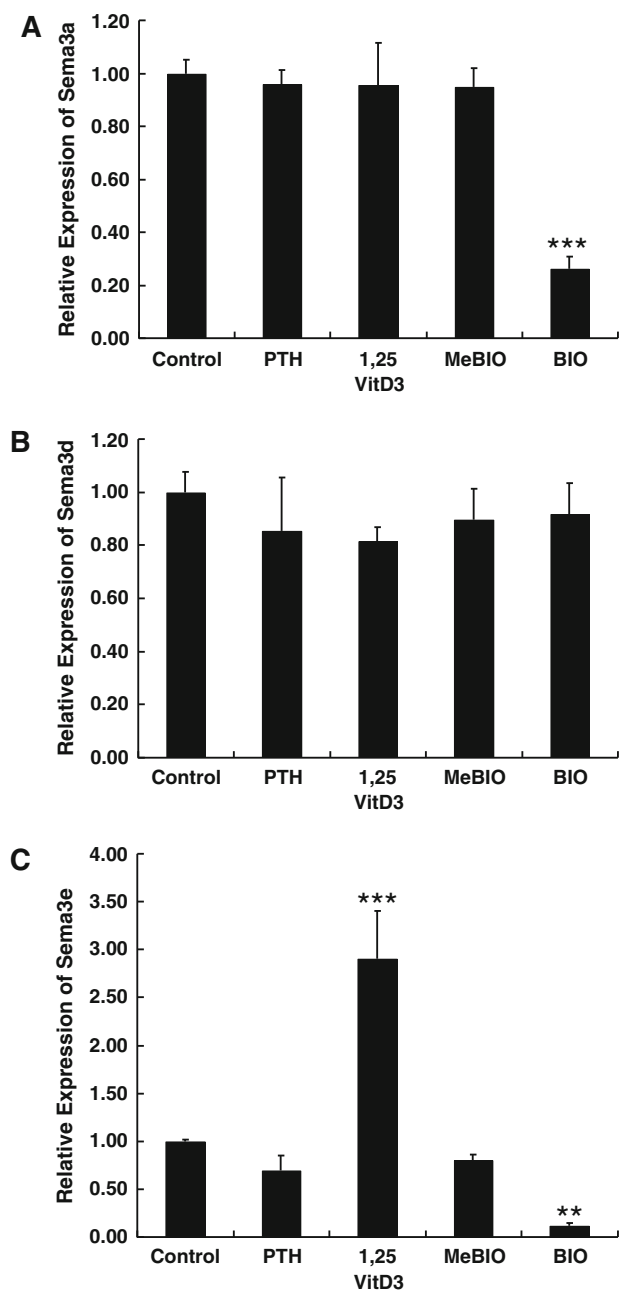 A
Relative Expression of Sema3a
1.20
1.00
0.80
0.60
0.40
0.20
0.00
***
Control PTH 1,25 MeBIO BIO
VitD3
B
Relative Expression of Sema3d
1.20
1.00
0.80
0.60
0.40
0.20
0.00
Control PTH 1,25 MeBIO BIO
VitD3
C
Relative Expression of Sema3e
4.00
3.50
3.00
2.50
2.00
1.50
1.00
0.50
0.00
***
**
Control PTH 1,25 MeBIO BIO
VitD3